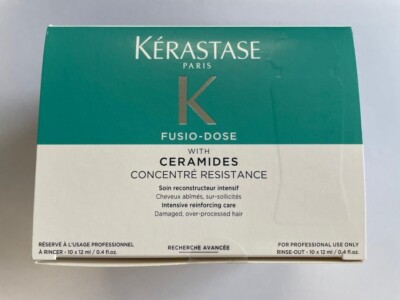 KÉRASTASE
PARIS
K
FUSIO-DOSE
WITH
CERAMIDES
CONCENTRÉ RESISTANCE
Soin reconstructeur intensif
Cheveux abîmés, sur-sollicités
Intensive reinforcing care
Damaged, over-processed hair
RÉSERVÉ À L'USAGE PROFESSIONNEL
À RINCER - 10 x 12 ml / 0.4 fl.oz.
RECHERCHE AVANCÉE
FOR PROFESSIONAL USE ONLY
RINSE-OUT - 10 x 12 ml / 0.4 fl.oz.